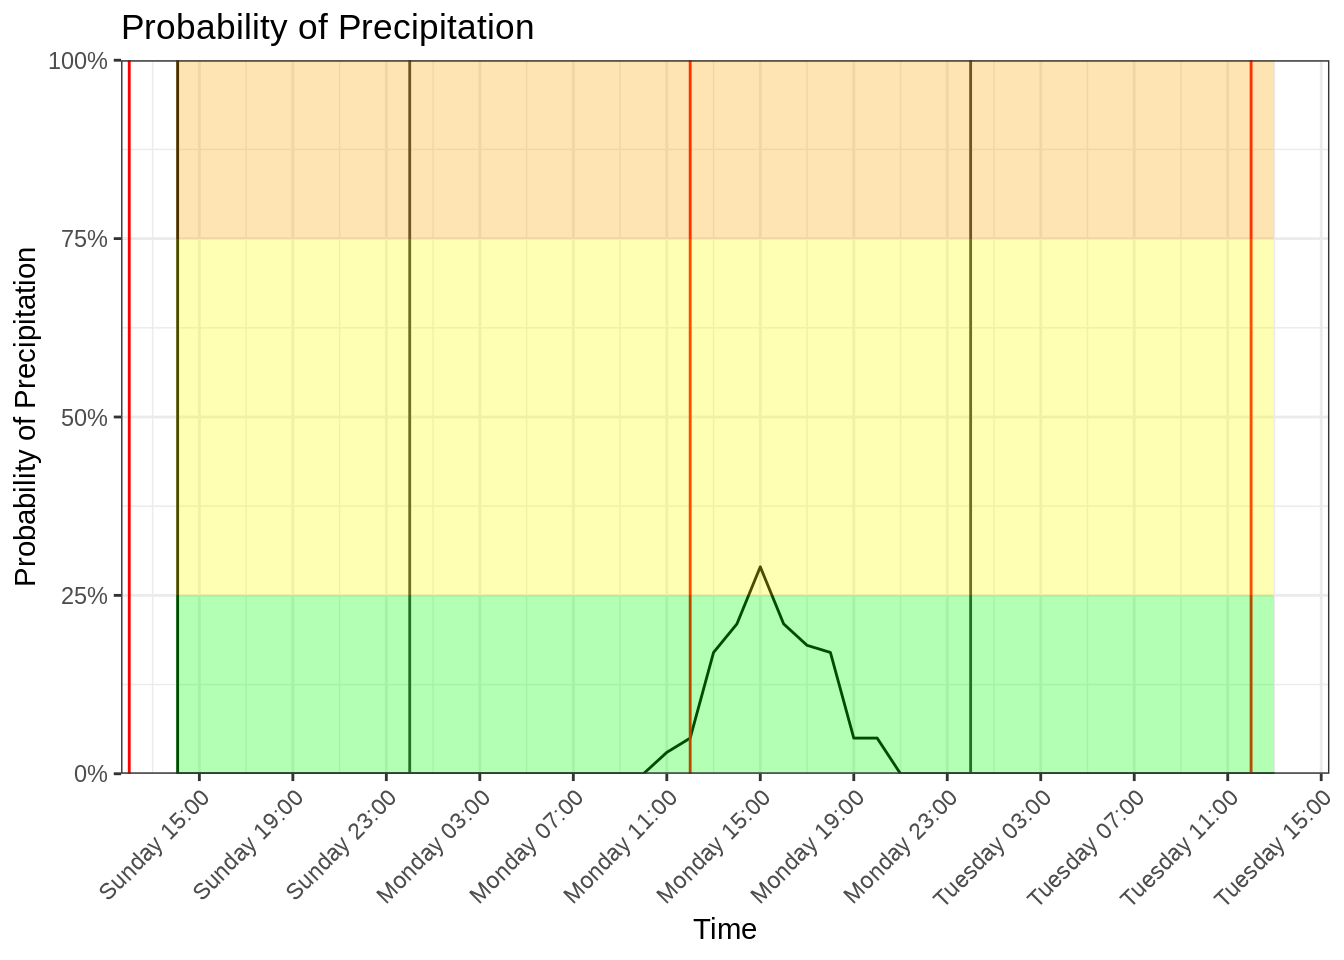 Probability of Precipitation
Probability of Precipitation
100%
75%
50%
25%
0%
Sunday 15:00
Sunday 19:00
Sunday 23:00
Monday 03:00
Monday 07:00
Monday 11:00
Monday 15:00
Monday 19:00
Monday 23:00
Tuesday 03:00
Tuesday 07:00
Tuesday 11:00
Tuesday 15:00
Time